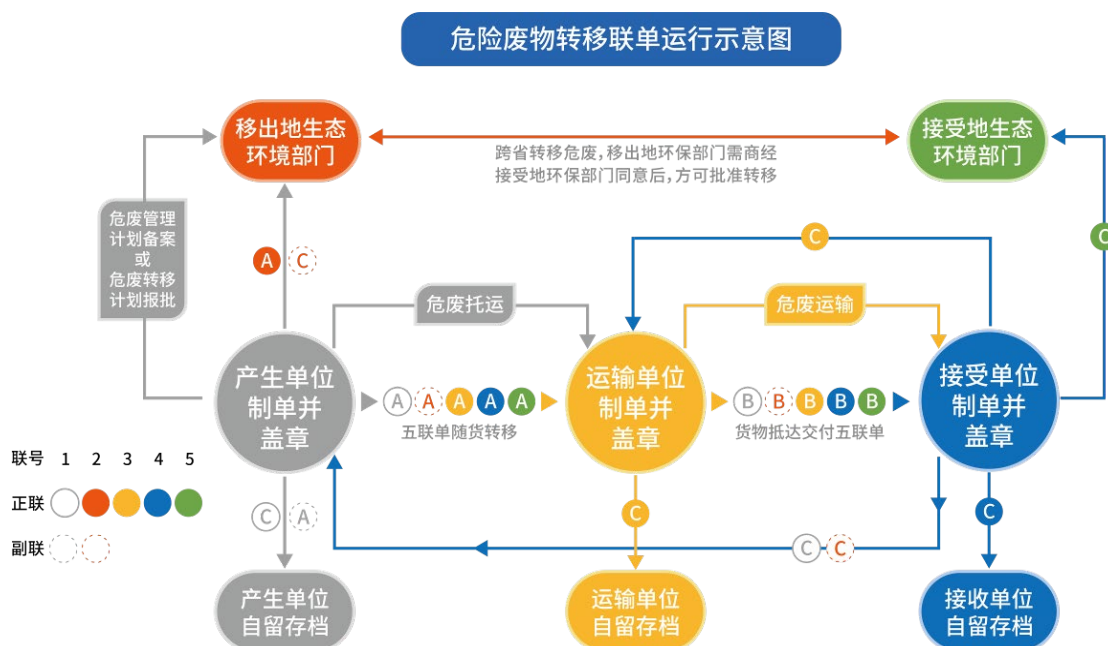 危险废物转移联单运行示意图
移出地生态
环境部门
接受地生态
环境部门
跨省转移危废,移出地环保部门需商经
接受地环保部门同意后,方可批准转移
危废管理
计划备案
或
危废转移
计划报批
A C
C
C
危废托运
危废运输
产生单位
制单并
盖章
A A A A A
五联单随货转移
运输单位
制单并
盖章
B B B B B
货物抵达交付五联单
接受单位
制单并
盖章
联号 1 2 3 4 5
正联
副联
C A
C
C
C C
产生单位
自留存档
运输单位
自留存档
接收单位
自留存档